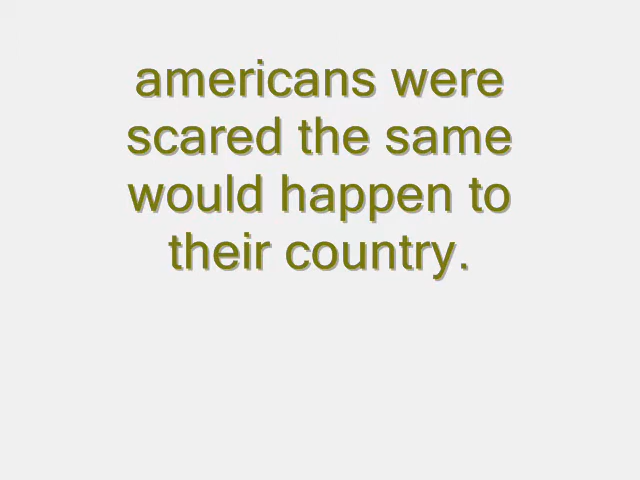 americans were
scared the same
would happen to
their country.